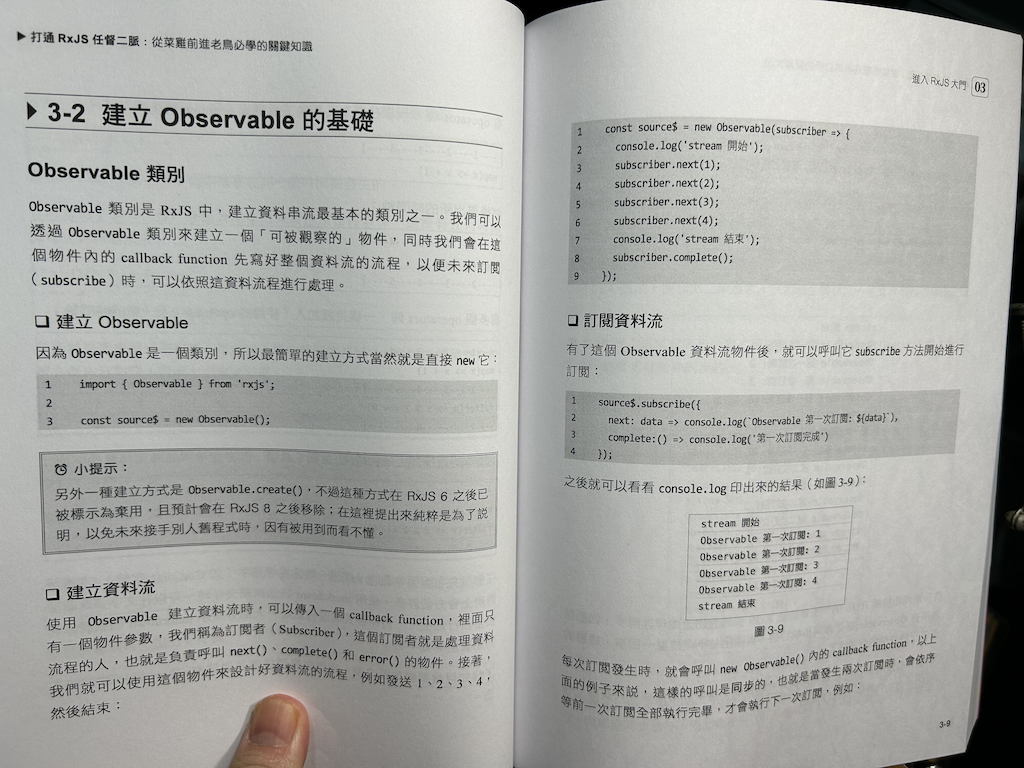 ▶ 打通 RxJS 任督二脈：從菜雞前進老鳥必學的關鍵知識
▶ 3-2 建立 Observable 的基礎
Observable 類別
Observable 類別是 RxJS 中，建立資料串流最基本的類別之一。我們可以
透過 Observable 類別來建立一個「可被觀察的」物件，同時我們會在這
個物件內的 callback function 先寫好整個資料流的流程，以便未來訂閱
（subscribe）時，可以依照這資料流程進行處理。
❏ 建立 Observable
因為 Observable 是一個類別，所以最簡單的建立方式當然就是直接 new 它：
1 import { Observable } from 'rxjs';
2
3 const source$ = new Observable();
小提示：
另外一種建立方式是 Observable.create()，不過這種方式在 RxJS 6 之後已
被標示為棄用，且預計會在 RxJS 8 之後移除；在這裡提出來純粹是為了說
明，以免未來接手別人舊程式時，因有被用到而看不懂。
❏ 建立資料流
使用 Observable 建立資料流時，可以傳入一個 callback function，裡面只
有一個物件參數，我們稱為訂閱者（Subscriber），這個訂閱者就是處理資料
流程的人，也就是負責呼叫 next()、complete() 和 error() 的物件。接著，
我們就可以使用這個物件來設計好資料流的流程，例如發送 1、2、3、4，
然後結束：
進入 RxJS 大門 03
1 const source$ = new Observable(subscriber => {
2 console.log('stream 開始');
3 subscriber.next(1);
4 subscriber.next(2);
5 subscriber.next(3);
6 subscriber.next(4);
7 console.log('stream 結束');
8 subscriber.complete();
9 });
❏ 訂閱資料流
有了這個 Observable 資料流物件後，就可以呼叫它 subscribe 方法開始進行
訂閱：
1 source$.subscribe({
2 next: data => console.log(`Observable 第一次訂閱: ${data}`),
3 complete:() => console.log('第一次訂閱完成')
4 });
之後就可以看看 console.log 印出來的結果（如圖 3-9）：
stream 開始
Observable 第一次訂閱: 1
Observable 第一次訂閱: 2
Observable 第一次訂閱: 3
Observable 第一次訂閱: 4
stream 結束
圖 3-9
每次訂閱發生時，就會呼叫 new Observable() 內的 callback function，以上
面的例子來說，這樣的呼叫是同步的，也就是當發生兩次訂閱時，會依序
等前一次訂閱全部執行完畢，才會執行下一次訂閱，例如：
3-9